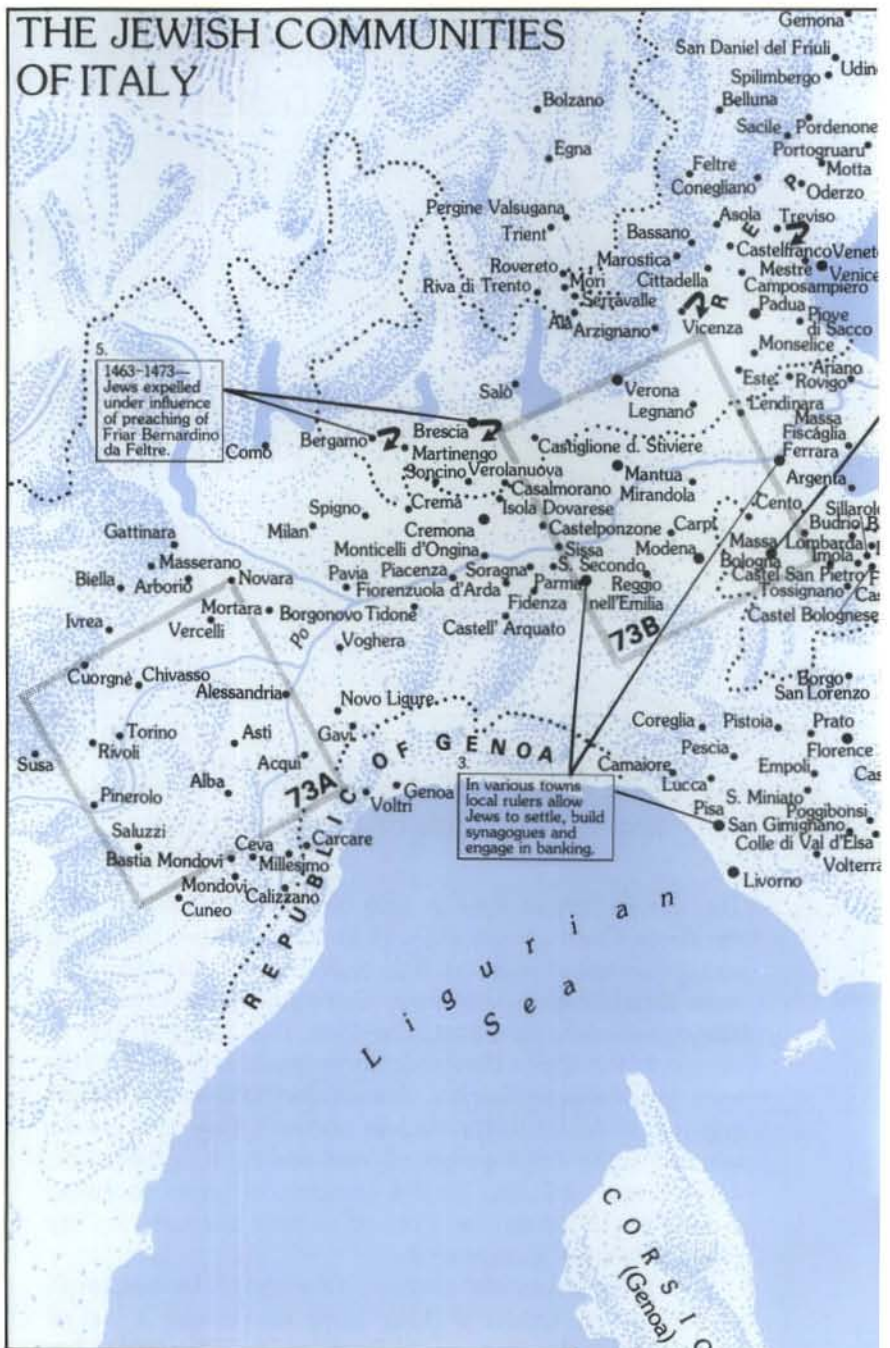 THE JEWISH COMMUNITIES
OF ITALY
Gemona
San Daniel del Friuli
Udin
Spilimbergo
Bolzano
Belluna
Sacile
Pordenone
Portogruaru
Egna
Motta
Feltre
Conegliano
Oderzo
Pergine Valsugana
Asola
Treviso
Trient
Bassano
Castelfranco
Venet
Marostica
Mestre
Venice
Rovereto
Mori
Cittadella
Camposampiero
Riva di Trento
Serravalle
Padua
Ala
Arzignano
Vicenza
Piove
di Sacco
Monselice
5.
1463–1473—
Jews expelled
under influence
of preaching of
Friar Bernardino
da Feltre.
Ariano
Este
Rovigo
Salò
Verona
Legnano
Lendinara
Massa
Fiscaglia
Brescia
Bergamo
Castiglione d. Stiviere
Ferrara
Como
Martinengo
Soncino
Verolanuova
Mantua
Argenta
Casalmorano
Mirandola
Crema
Isola Dovarese
Cento
Sillarolo
Spigno
Castelponzone
Carpi
Budrio
B
Milan
Cremona
Massa
Lombarda
Gattinara
Monticelli d'Ongina
Sissa
Modena
Bologna
Imola
Masserano
S. Secondo
Castel San Pietro
Biella
Arborio
Novara
Pavia
Piacenza
Soragna
Parma
Reggio
nell'Emilia
Tossignano
Fiorenzuola d'Arda
Fidenza
Castel Bolognese
Mortara
Borgonovo Tidone
Ivrea
Vercelli
Po
Castell' Arquato
Voghera
73B
Cuorgnè
Chivasso
Borgo
San Lorenzo
Alessandria
Novo Ligure
Torino
Asti
Gavi
Coreglia
Pistoia
Prato
Rivoli
Florence
Susa
Acqui
Pescia
Camaiore
Empoli
Cas
Alba
73A
Genoa
Lucca
Pinerolo
Voltri
S. Miniato
Poggibonsi
3.
In various towns
local rulers allow
Jews to settle, build
synagogues and
engage in banking.
Pisa
San Gimignano
Saluzzi
Ceva
Carcare
Colle di Val d'Elsa
Bastia Mondovi
Millesimo
Volterra
Mondovi
Calizzano
Livorno
Cuneo
REPUBLIC OF GENOA
Ligurian
Sea
CORSIC
(Genoa)